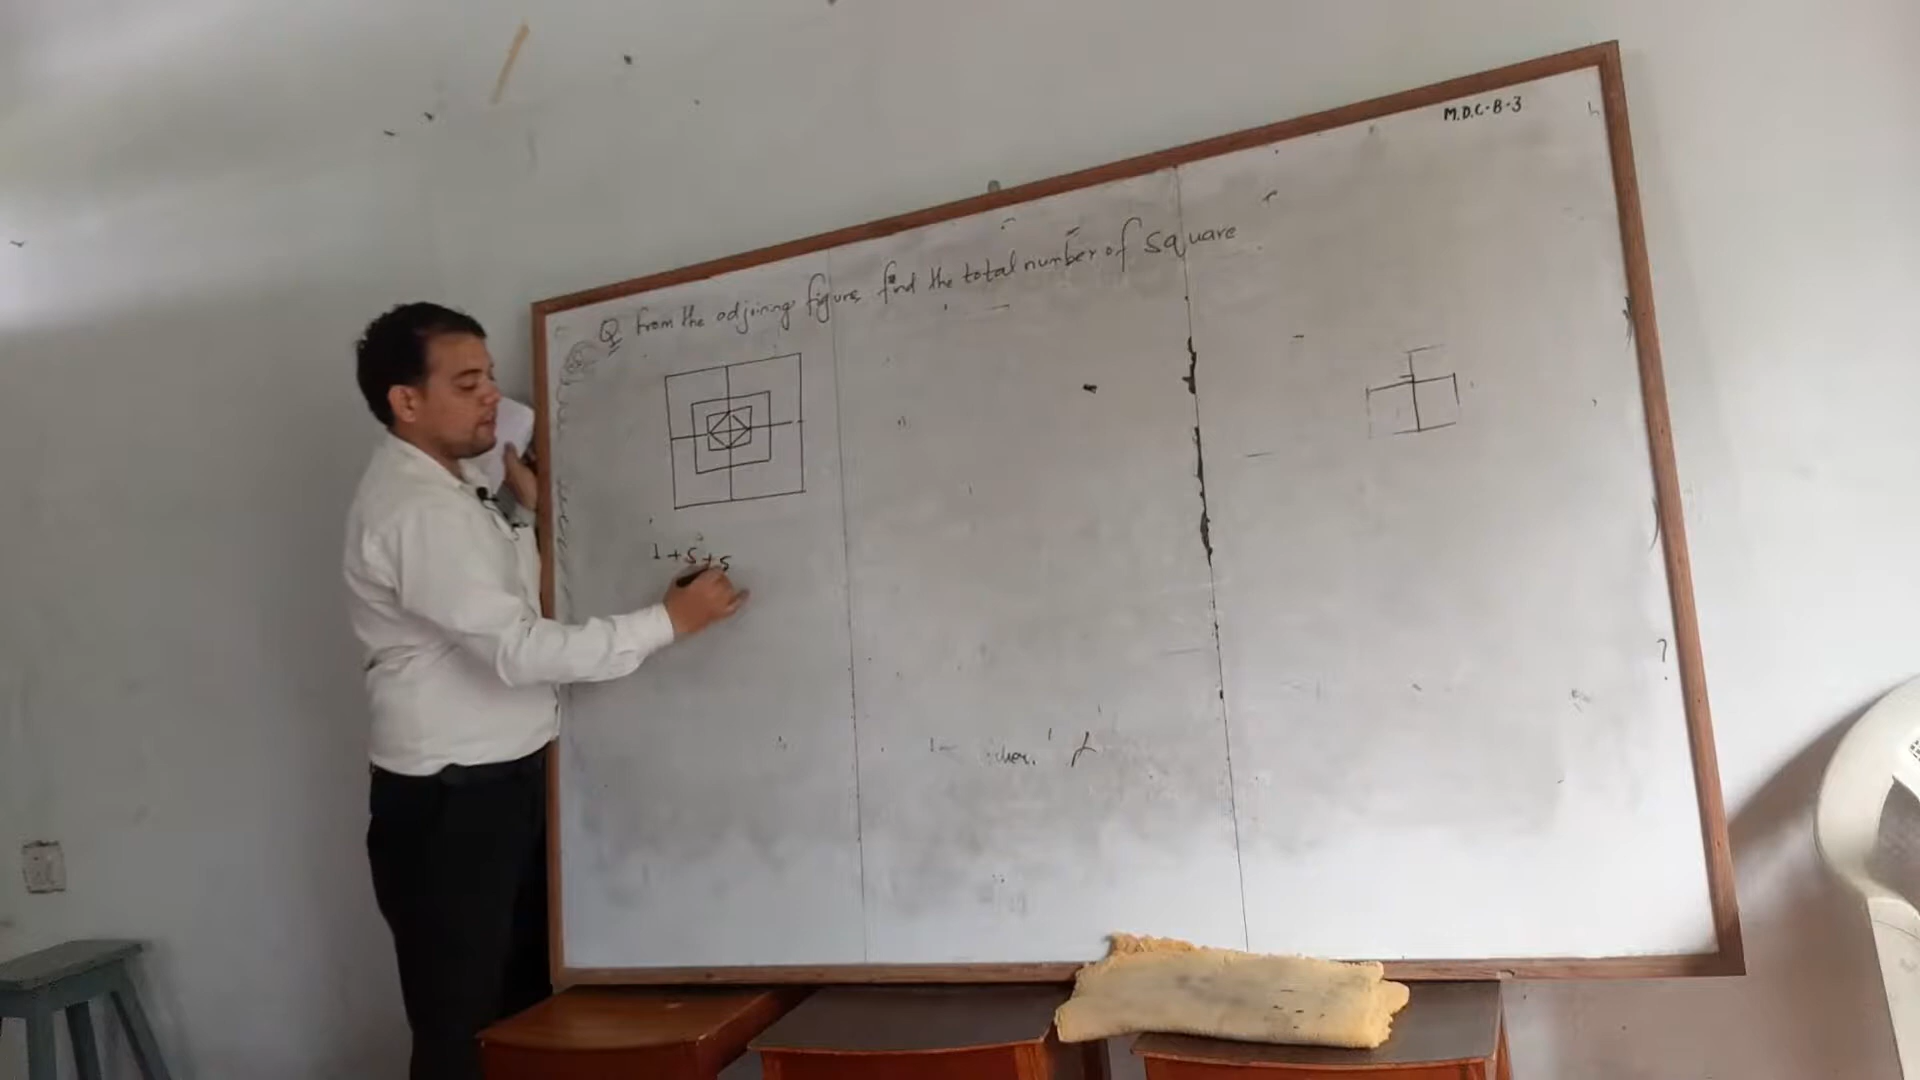 M.D.C-B-3
Q from the adjoining figure, find the total number of square
1+5+5
?